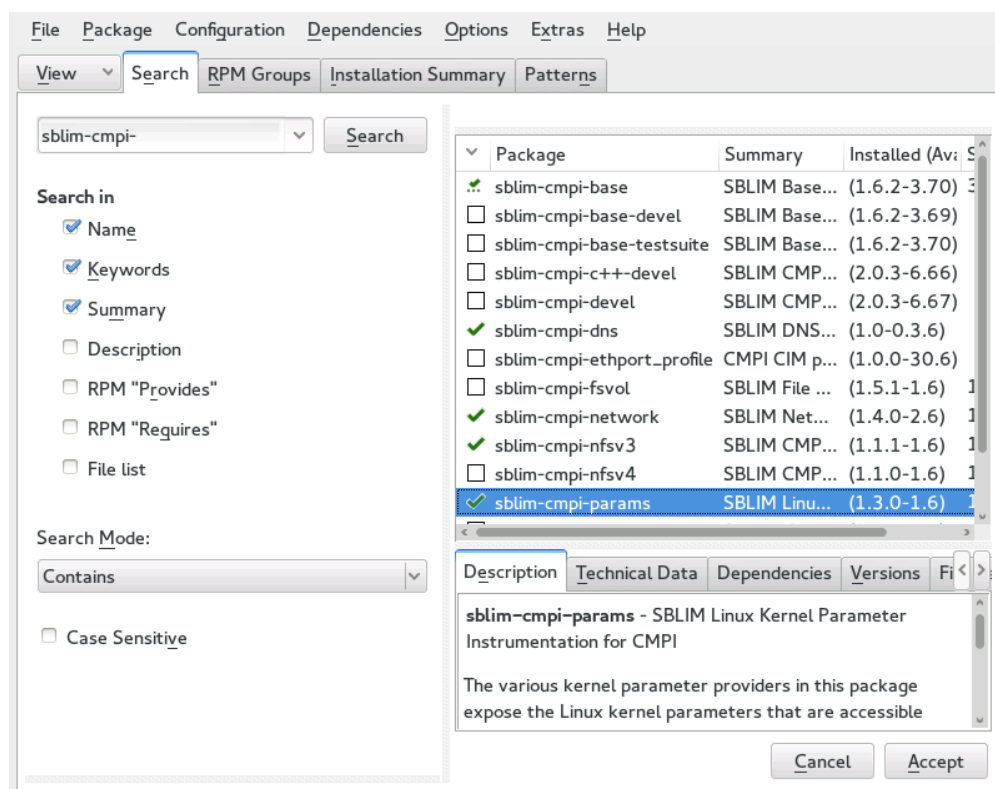 File Package Configuration Dependencies Options Extras Help
View Search RPM Groups Installation Summary Patterns
sblim-cmpi- Search
Search in
Name
Keywords
Summary
Description
RPM "Provides"
RPM "Requires"
File list
Search Mode:
Contains
Case Sensitive
Package Summary Installed (Ava S
sblim-cmpi-base SBLIM Base... (1.6.2-3.70) 3
sblim-cmpi-base-devel SBLIM Base... (1.6.2-3.69)
sblim-cmpi-base-testsuite SBLIM Base... (1.6.2-3.70)
sblim-cmpi-c++-devel SBLIM CMP... (2.0.3-6.66)
sblim-cmpi-devel SBLIM CMP... (2.0.3-6.67)
sblim-cmpi-dns SBLIM DNS... (1.0-0.3.6)
sblim-cmpi-ethport_profile CMPI CIM p... (1.0.0-30.6)
sblim-cmpi-fsvol SBLIM File ... (1.5.1-1.6) 1
sblim-cmpi-network SBLIM Net... (1.4.0-2.6) 1
sblim-cmpi-nfsv3 SBLIM CMP... (1.1.1-1.6) 1
sblim-cmpi-nfsv4 SBLIM CMP... (1.1.0-1.6) 1
sblim-cmpi-params SBLIM Linu... (1.3.0-1.6) 1
Description Technical Data Dependencies Versions Fi
sblim-cmpi-params - SBLIM Linux Kernel Parameter
Instrumentation for CMPI
The various kernel parameter providers in this package
expose the Linux kernel parameters that are accessible
Cancel Accept